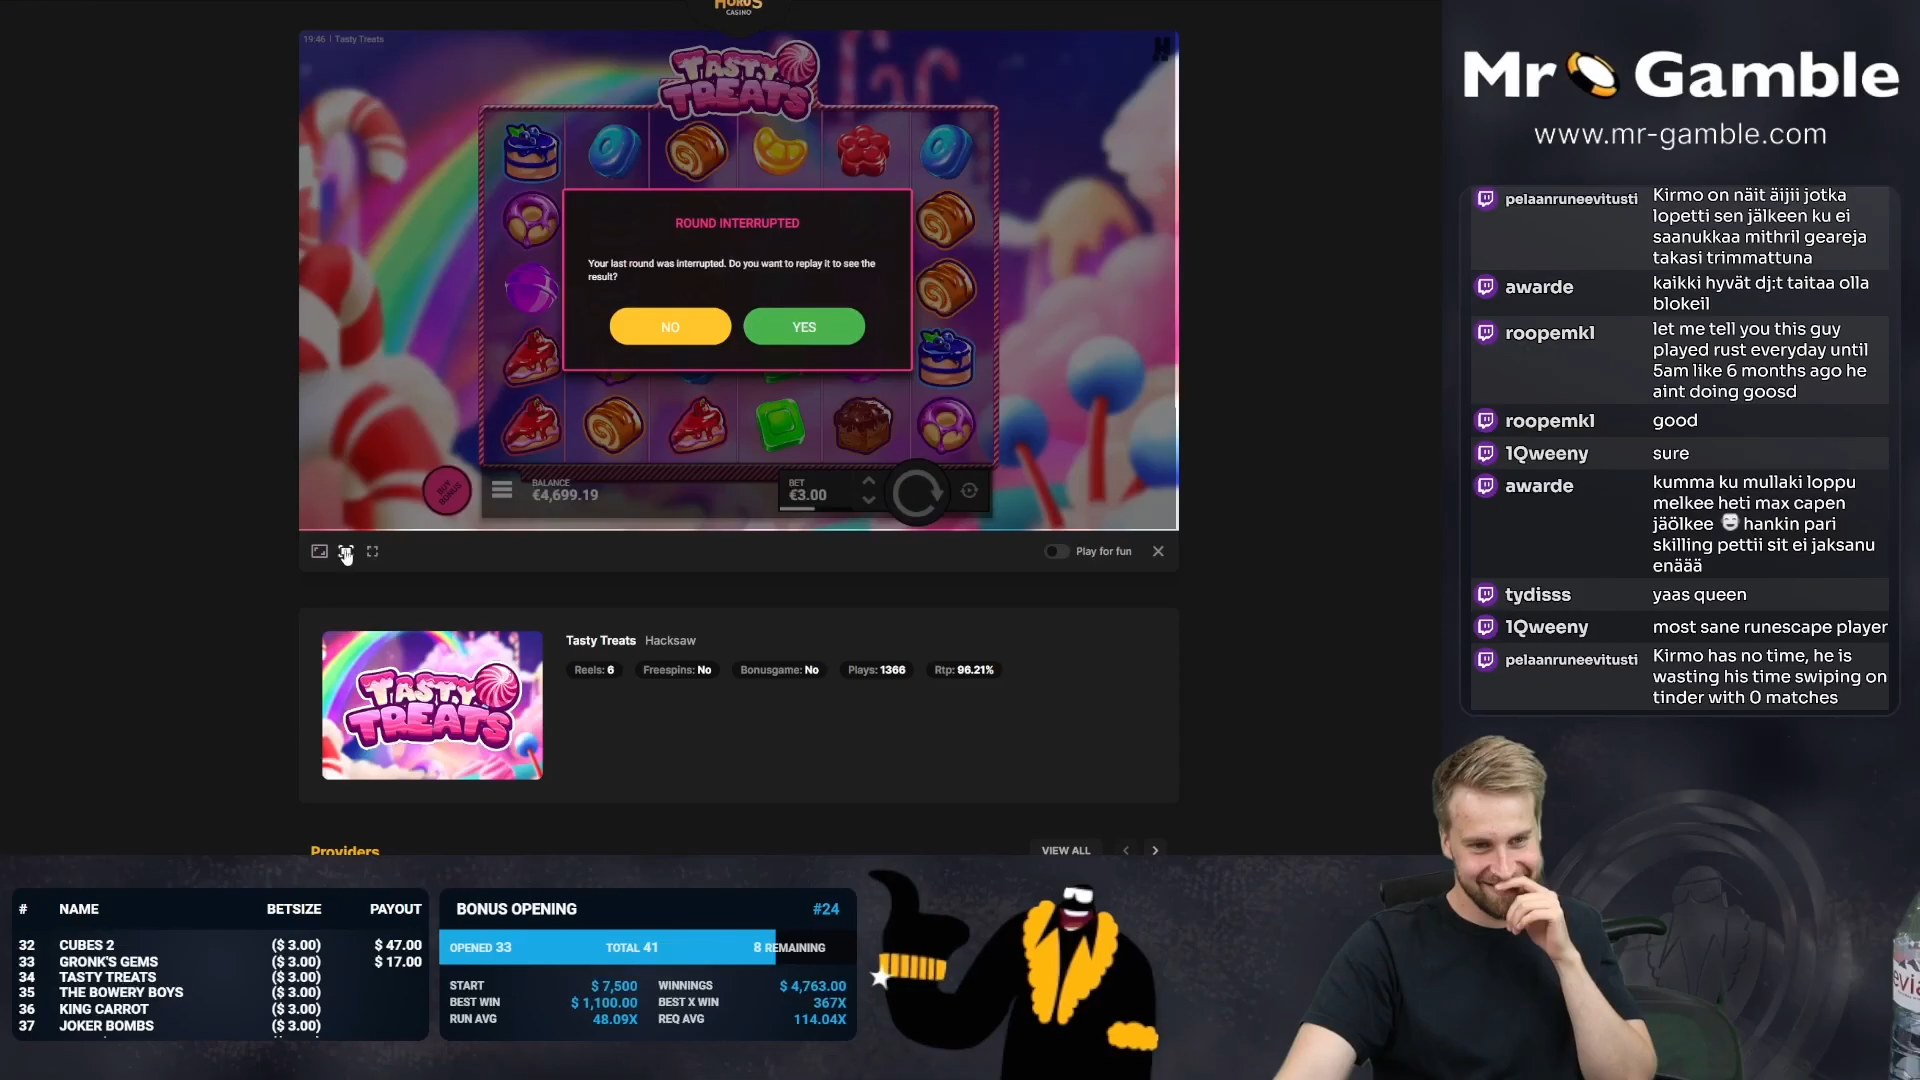 HORUS
CASINO
19:46 | Tasty Treats
TASTY
TREATS
ROUND INTERRUPTED
Your last round was interrupted. Do you want to replay it to see the
result?
NO
YES
BUY
BONUS
BALANCE
€4,699.19
BET
€3.00
Play for fun
TASTY
TREATS
Tasty Treats Hacksaw
Reels: 6 Freespins: No Bonusgame: No Plays: 1366 Rtp: 96.21%
Providers
VIEW ALL
Mr Gamble
www.mr-gamble.com
pelaanruneevitusti Kirmo on näit äijii jotka
lopetti sen jälkeen ku ei
saanukkaa mithril geareja
takasi trimmattuna
awarde kaikki hyvät dj:t taitaa olla
blokeil
roopemkl let me tell you this guy
played rust everyday until
5am like 6 months ago he
aint doing goosd
roopemkl good
1Qweeny sure
awarde kumma ku mullaki loppu
melkee heti max capen
jäölkee hankin pari
skilling pettii sit ei jaksanu
enäää
tydisss yaas queen
1Qweeny most sane runescape player
pelaanruneevitusti Kirmo has no time, he is
wasting his time swiping on
tinder with 0 matches
# NAME BETSIZE PAYOUT
32 CUBES 2 ($ 3.00) $ 47.00
33 GRONK'S GEMS ($ 3.00) $ 17.00
34 TASTY TREATS ($ 3.00)
35 THE BOWERY BOYS ($ 3.00)
36 KING CARROT ($ 3.00)
37 JOKER BOMBS ($ 3.00)
BONUS OPENING #24
OPENED 33 TOTAL 41 8 REMAINING
START $ 7,500 WINNINGS $ 4,763.00
BEST WIN $ 1,100.00 BEST X WIN 367X
RUN AVG 48.09X REQ AVG 114.04X
evia